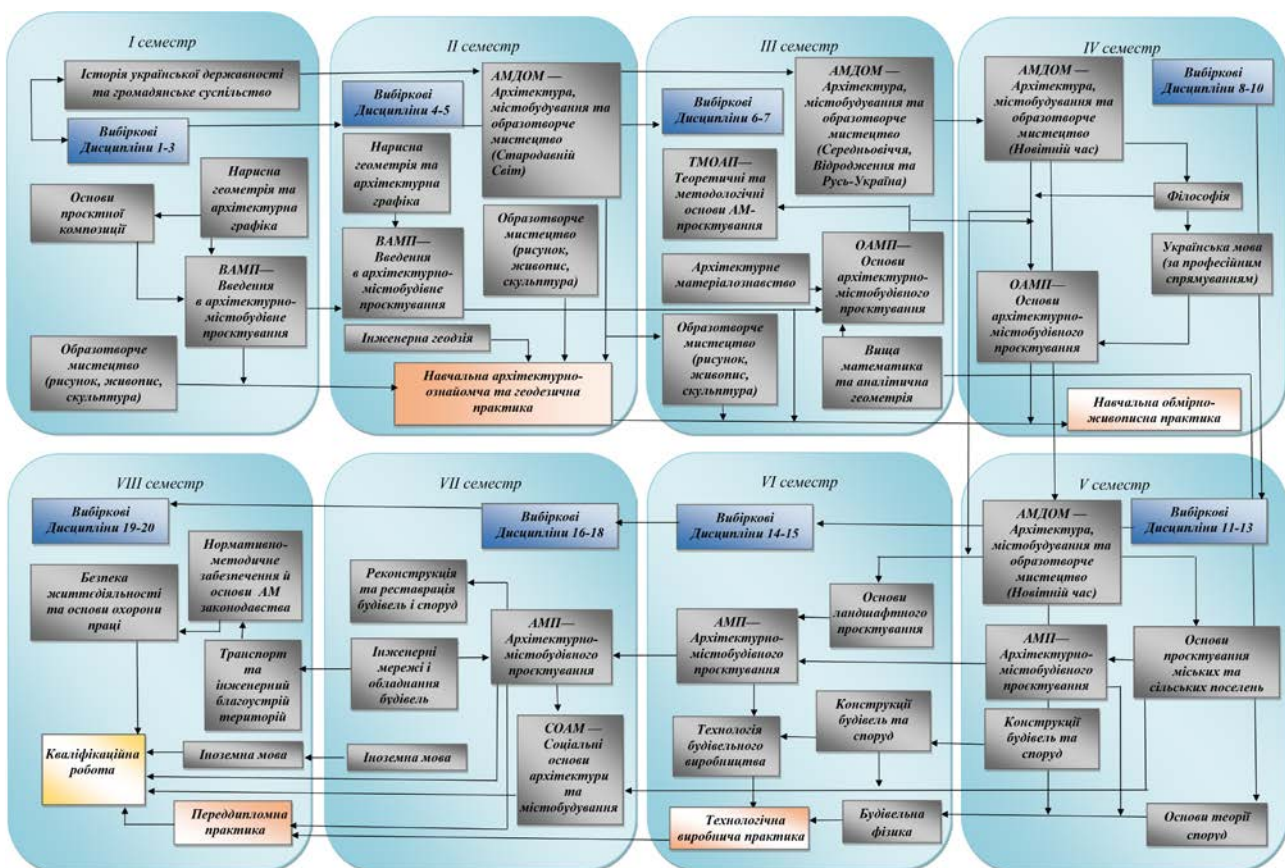 I семестр
Історія української державності
та громадянське суспільство
Вибіркові
Дисципліни 1-3
Нарисна
геометрія та
архітектурна
графіка
Основи
проєктної
композиції
ВАМП—
Введення
в архітектурно-
містобудівне
проєктування
Образотворче
мистецтво
(рисунок, живопис,
скульптура)
II семестр
Вибіркові
Дисципліни 4-5
АМДОМ —
Архітектура,
містобудування та
образотворче
мистецтво
(Стародавній
Світ)
Нарисна
геометрія та
архітектурна
графіка
Образотворче
мистецтво
(рисунок,
живопис,
скульптура)
ВАМП—
Введення
в архітектурно-
містобудівне
проєктування
Інженерна геодзія
Навчальна архітектурно-
ознайомча та геодезична
практика
III семестр
Вибіркові
Дисципліни 6-7
АМДОМ —
Архітектура,
містобудування та
образотворче
мистецтво
(Середньовіччя,
Відродження та
Русь-Україна)
ТМОАП—
Теоретичні та
методологічні
основи АМ-
проєктування
Архітектурне
матеріалознавство
ОАМП—
Основи
архітектурно-
містобудівного
проєктування
Образотворче
мистецтво
(рисунок, живопис,
скульптура)
Вища
математика
та аналітична
геометрія
IV семестр
АМДОМ —
Архітектура,
містобудування та
образотворче
мистецтво
(Новітній час)
Вибіркові
Дисципліни 8-10
Філософія
Українська мова
(за професійним
спрямуванням)
ОАМП—
Основи
архітектурно-
містобудівного
проєктування
Навчальна обмірно-
живописна практика
VIII семестр
Вибіркові
Дисципліни 19-20
Нормативно-
методичне
забезпечення й
основи АМ
законодавства
Безпека
життєдіяльності
та основи охорони
праці
Транспорт
та
інженерний
благоустрій
територій
Кваліфікаційна
робота
Іноземна мова
Переддипломна
практика
VII семестр
Вибіркові
Дисципліни 16-18
Реконструкція
та реставрація
будівель і споруд
АМП—
Архітектурно-
містобудівного
проєктування
Інженерні
мережі і
обладнання
будівель
СОАМ —
Соціальні
основи
архітектури
та
містобудування
Іноземна мова
VI семестр
Вибіркові
Дисципліни 14-15
Основи
ландшафтного
проєктування
АМП—
Архітектурно-
містобудівного
проєктування
Конструкції
будівель та
споруд
Технологія
будівельного
виробництва
Технологічна
виробнича практика
Будівельна
фізика
V семестр
АМДОМ —
Архітектура,
містобудування та
образотворче
мистецтво
(Новітній час)
Вибіркові
Дисципліни 11-13
АМП—
Архітектурно-
містобудівного
проєктування
Основи
проєктування
міських та
сільських поселень
Конструкції
будівель та
споруд
Основи теорії
споруд